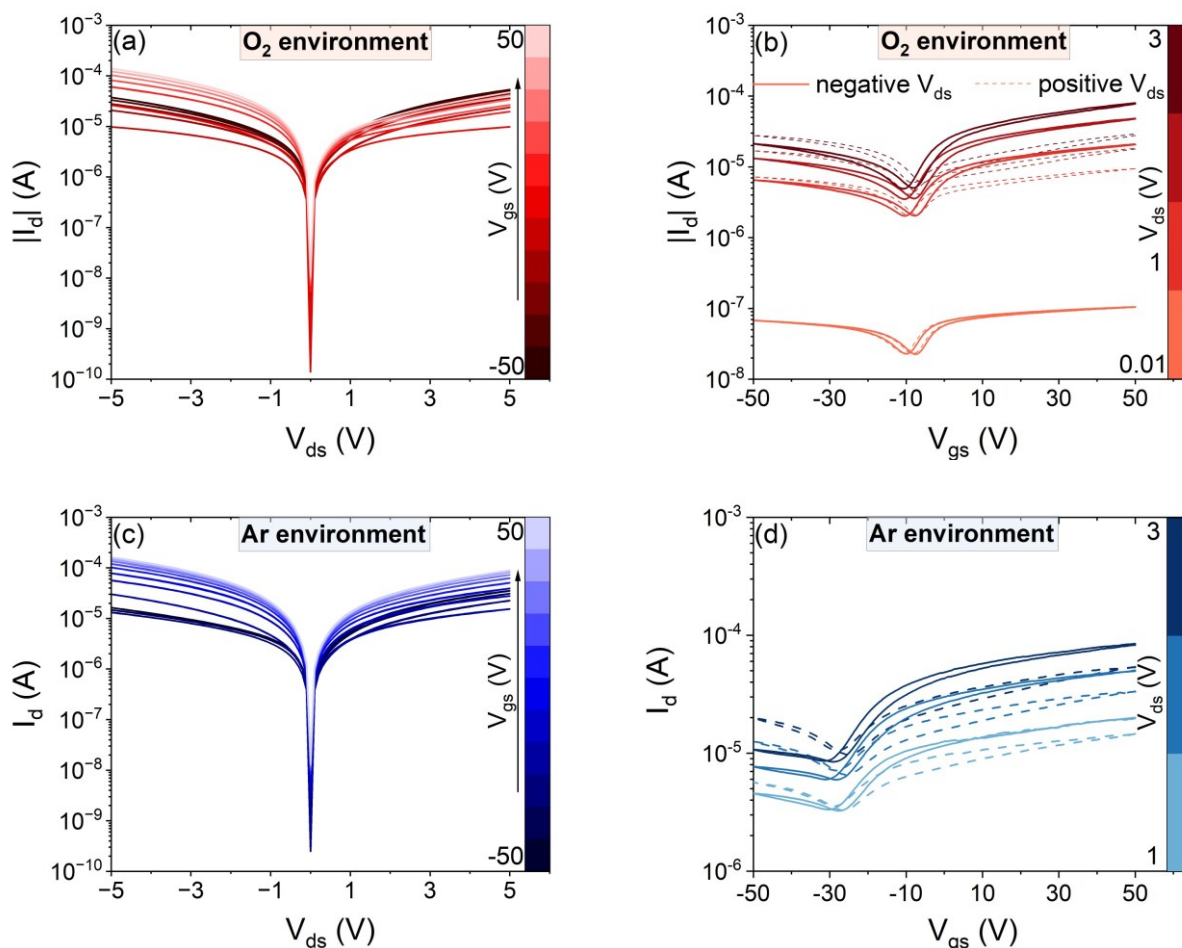 (a)
O₂ environment
50
10⁻³
10⁻⁴
10⁻⁵
10⁻⁶
10⁻⁷
10⁻⁸
10⁻⁹
10⁻¹⁰
|I_d| (A)
V_gs (V)
-50
−5 −3 −1 1 3 5
V_ds (V)
(b)
O₂ environment
3
negative V_ds
positive V_ds
10⁻³
10⁻⁴
10⁻⁵
10⁻⁶
10⁻⁷
10⁻⁸
|I_d| (A)
V_ds (V)
1
0.01
-50 -30 -10 10 30 50
V_gs (V)
(c)
Ar environment
50
10⁻³
10⁻⁴
10⁻⁵
10⁻⁶
10⁻⁷
10⁻⁸
10⁻⁹
10⁻¹⁰
I_d (A)
V_gs (V)
-50
−5 −3 −1 1 3 5
V_ds (V)
(d)
Ar environment
3
10⁻³
10⁻⁴
10⁻⁵
10⁻⁶
I_d (A)
V_ds (V)
1
-50 -30 -10 10 30 50
V_gs (V)